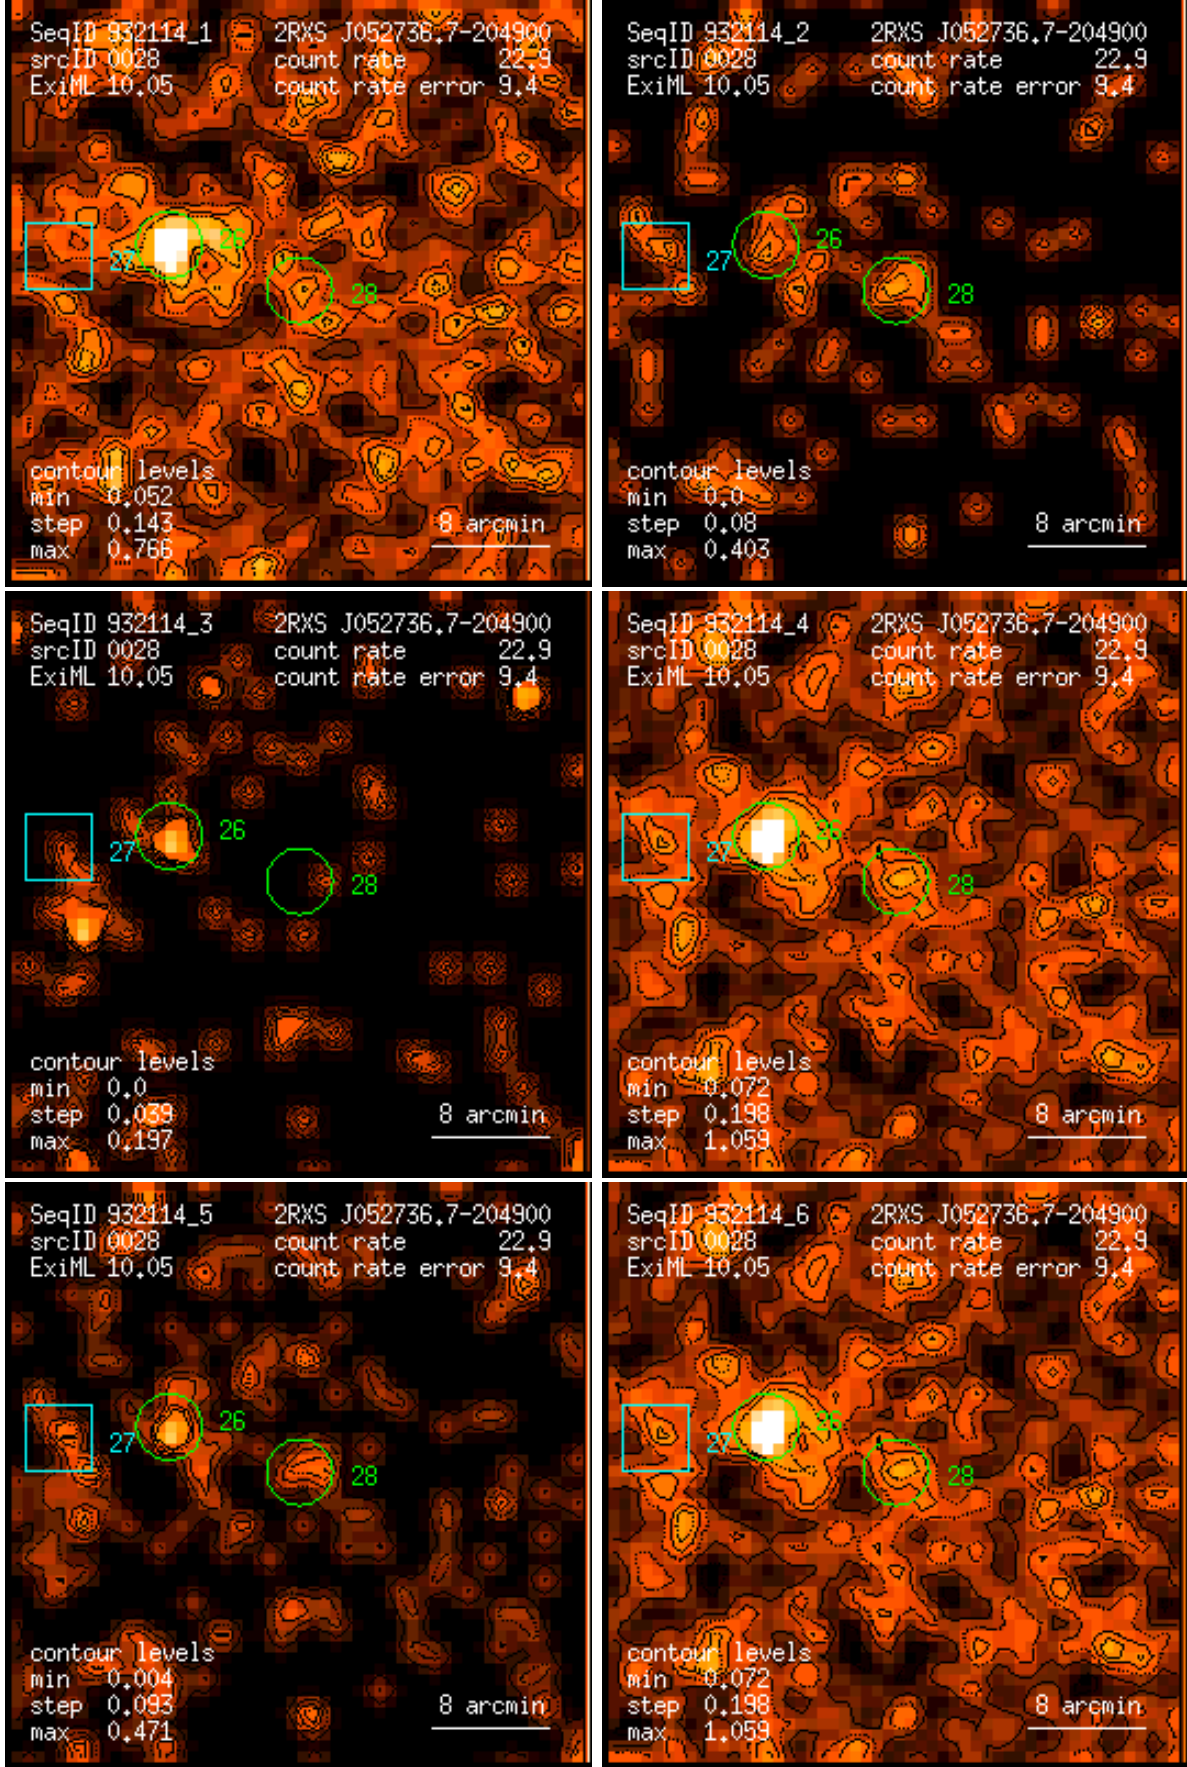 SeqID 932114_1 2RXS J052736.7-204900
srcID 0028 count rate 22.9
ExiML 10.05 count rate error 9.4
26
27
28
contour levels
min 0.052
step 0.143 8 arcmin
max 0.766
SeqID 932114_2 2RXS J052736.7-204900
srcID 0028 count rate 22.9
ExiML 10.05 count rate error 9.4
26
27
28
contour levels
min 0.0
step 0.08 8 arcmin
max 0.403
SeqID 932114_3 2RXS J052736.7-204900
srcID 0028 count rate 22.9
ExiML 10.05 count rate error 9.4
26
27
28
contour levels
min 0.0
step 0.039 8 arcmin
max 0.197
SeqID 932114_4 2RXS J052736.7-204900
srcID 0028 count rate 22.9
ExiML 10.05 count rate error 9.4
26
27
28
contour levels
min 0.072
step 0.198 8 arcmin
max 1.059
SeqID 932114_5 2RXS J052736.7-204900
srcID 0028 count rate 22.9
ExiML 10.05 count rate error 9.4
26
27
28
contour levels
min 0.004
step 0.093 8 arcmin
max 0.471
SeqID 932114_6 2RXS J052736.7-204900
srcID 0028 count rate 22.9
ExiML 10.05 count rate error 9.4
26
27
28
contour levels
min 0.072
step 0.198 8 arcmin
max 1.059